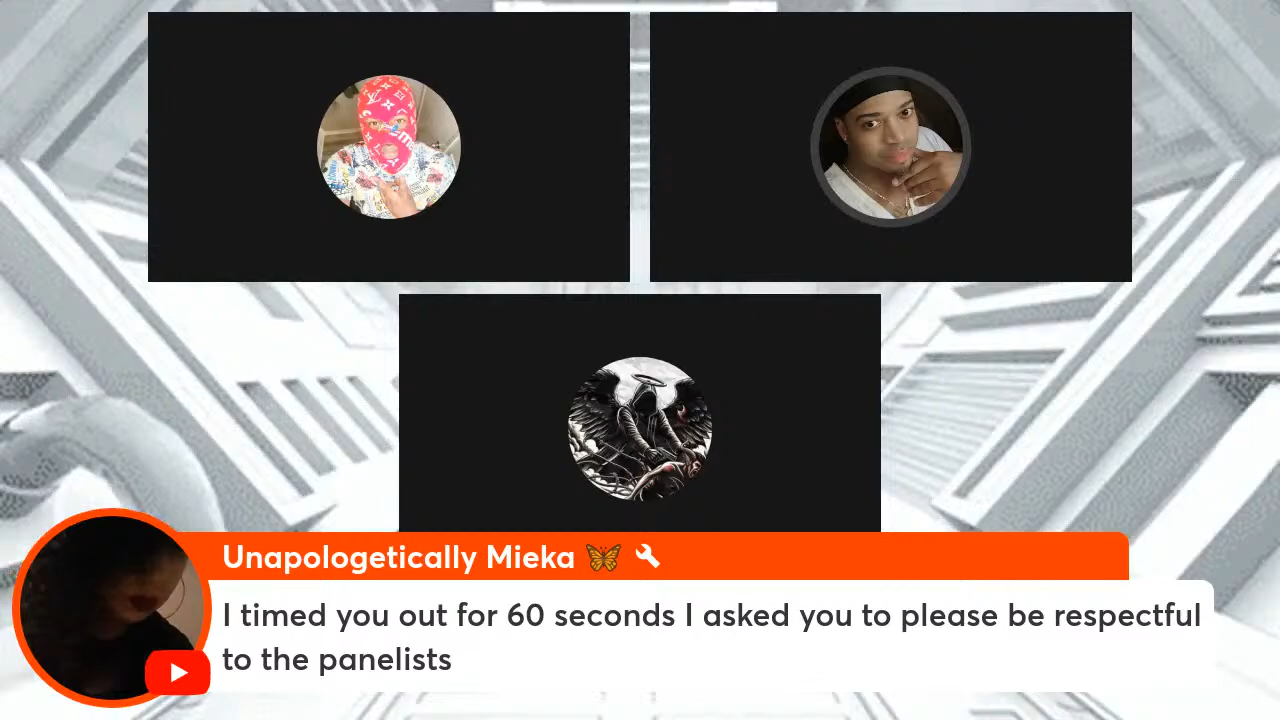 Unapologetically Mieka 🦋 🔧
I timed you out for 60 seconds I asked you to please be respectful
to the panelists